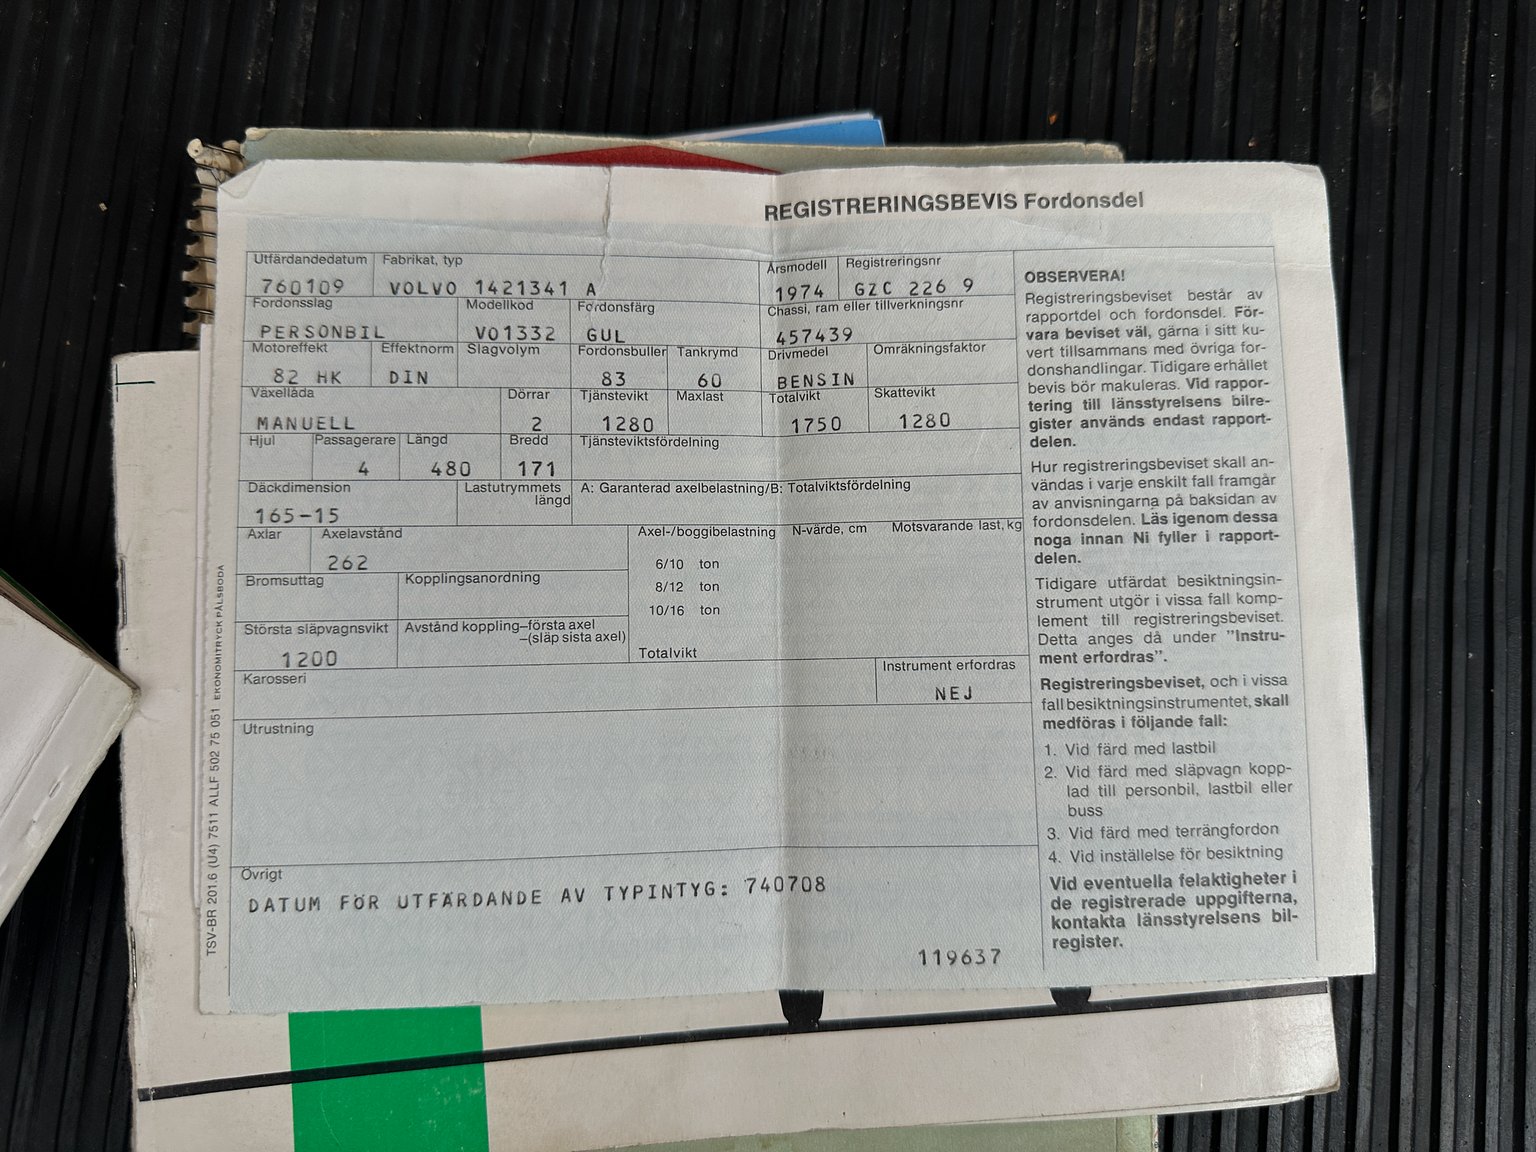 REGISTRERINGSBEVIS Fordonsdel
Utfärdandedatum Fabrikat, typ Årsmodell Registreringsnr
760109 VOLVO 1421341 A 1974 GZC 226 9
Fordonsslag Modellkod Fordonsfärg Chassi, ram eller tillverkningsnr
PERSONBIL V01332 GUL 457439
Motoreffekt Effektnorm Slagvolym Fordonsbuller Tankrymd Drivmedel Omräkningsfaktor
82 HK DIN 83 60 BENSIN
Växellåda Dörrar Tjänstevikt Maxlast Totalvikt Skattevikt
MANUELL 2 1280 1750 1280
Hjul Passagerare Längd Bredd Tjänsteviktsfördelning
4 480 171
Däckdimension Lastutrymmets längd A: Garanterad axelbelastning/B: Totalviktsfördelning
165-15
Axlar Axelavstånd Axel-/boggibelastning N-värde, cm Motsvarande last, kg
262
6/10 ton
Bromsuttag Kopplingsanordning
8/12 ton
10/16 ton
Största släpvagnsvikt Avstånd koppling–första axel
–(släp sista axel)
1200
Totalvikt
Karosseri Instrument erfordras
NEJ
Utrustning
Övrigt
DATUM FÖR UTFÄRDANDE AV TYPINTYG: 740708
119637
TSV-BR 201.6 (U4) 7511 ALLF 502 75 051 EKONOMITRYCK PÅLSBODA
OBSERVERA!
Registreringsbeviset består av
rapportdel och fordonsdel. För-
vara beviset väl, gärna i sitt ku-
vert tillsammans med övriga for-
donshandlingar. Tidigare erhållet
bevis bör makuleras. Vid rappor-
tering till länsstyrelsens bilre-
gister används endast rapport-
delen.
Hur registreringsbeviset skall an-
vändas i varje enskilt fall framgår
av anvisningarna på baksidan av
fordonsdelen. Läs igenom dessa
noga innan Ni fyller i rapport-
delen.
Tidigare utfärdat besiktningsin-
strument utgör i vissa fall komp-
lement till registreringsbeviset.
Detta anges då under "Instru-
ment erfordras".
Registreringsbeviset, och i vissa
fall besiktningsinstrumentet, skall
medföras i följande fall:
1. Vid färd med lastbil
2. Vid färd med släpvagn kopp-
lad till personbil, lastbil eller
buss
3. Vid färd med terrängfordon
4. Vid inställelse för besiktning
Vid eventuella felaktigheter i
de registrerade uppgifterna,
kontakta länsstyrelsens bil-
register.